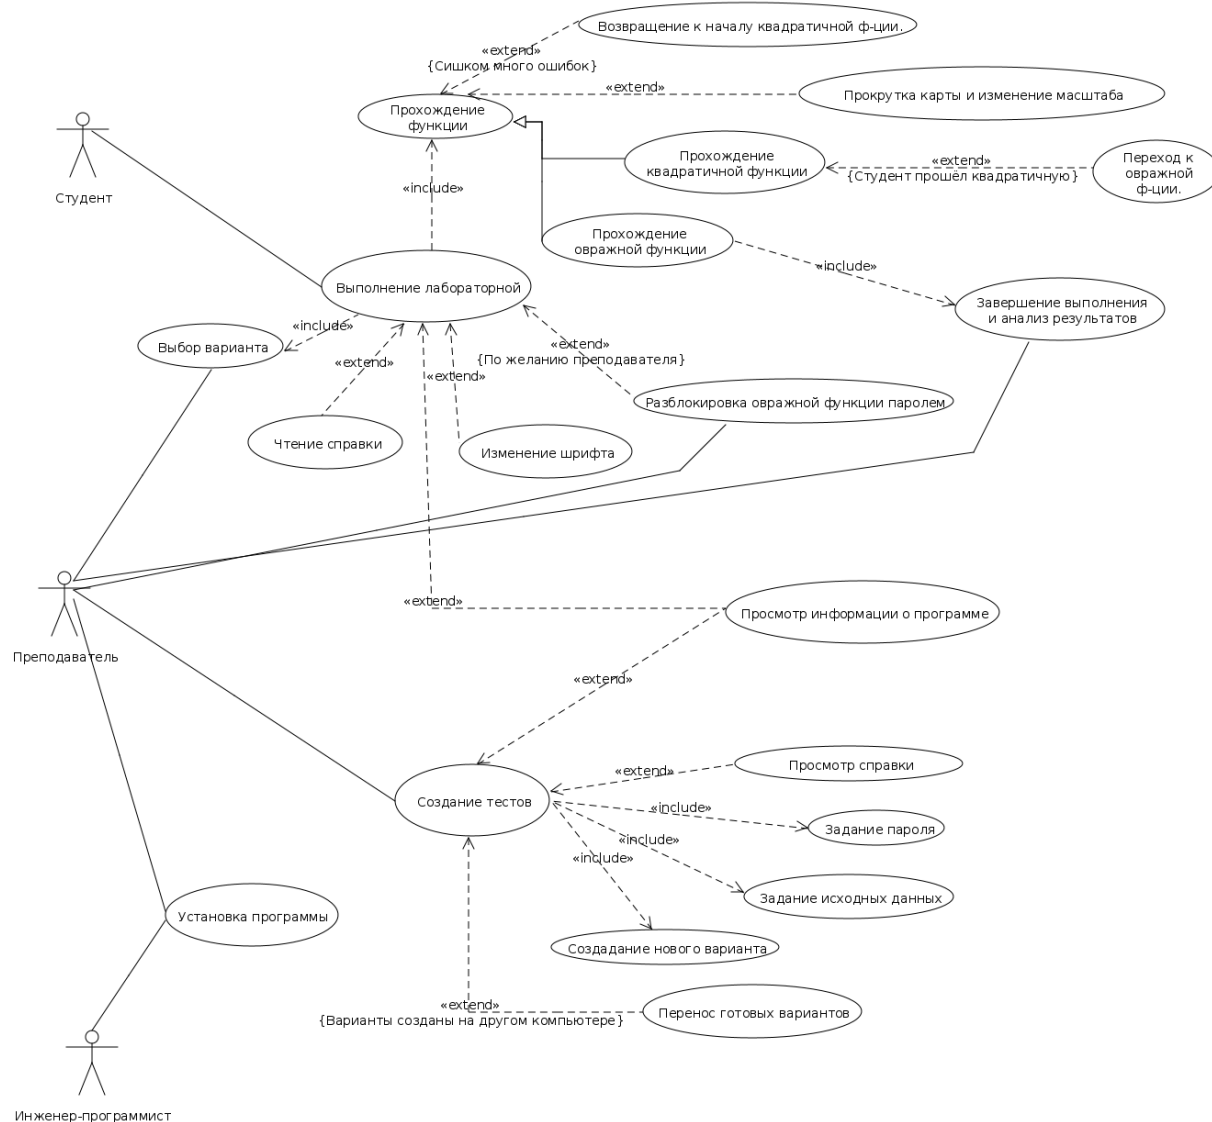 Возвращение к началу квадратичной ф-ции.
«extend»
{Сишком много ошибок}
«extend»
Прокрутка карты и изменение масштаба
Прохождение
функции
Студент
Прохождение
квадратичной функции
«extend»
{Студент прошёл квадратичную}
Переход к
овражной
ф-ции.
«include»
Прохождение
овражной функции
«include»
Выполнение лабораторной
Завершение выполнения
и анализ результатов
«include»
Выбор варианта
«extend»
«extend»
{По желанию преподавателя}
«extend»
Разблокировка овражной функции паролем
Чтение справки
Изменение шрифта
«extend»
Просмотр информации о программе
Преподаватель
«extend»
Просмотр справки
«extend»
Создание тестов
«include»
Задание пароля
«include»
«include»
Задание исходных данных
Установка программы
Создадание нового варианта
«extend»
{Варианты созданы на другом компьютере}
Перенос готовых вариантов
Инженер-программист